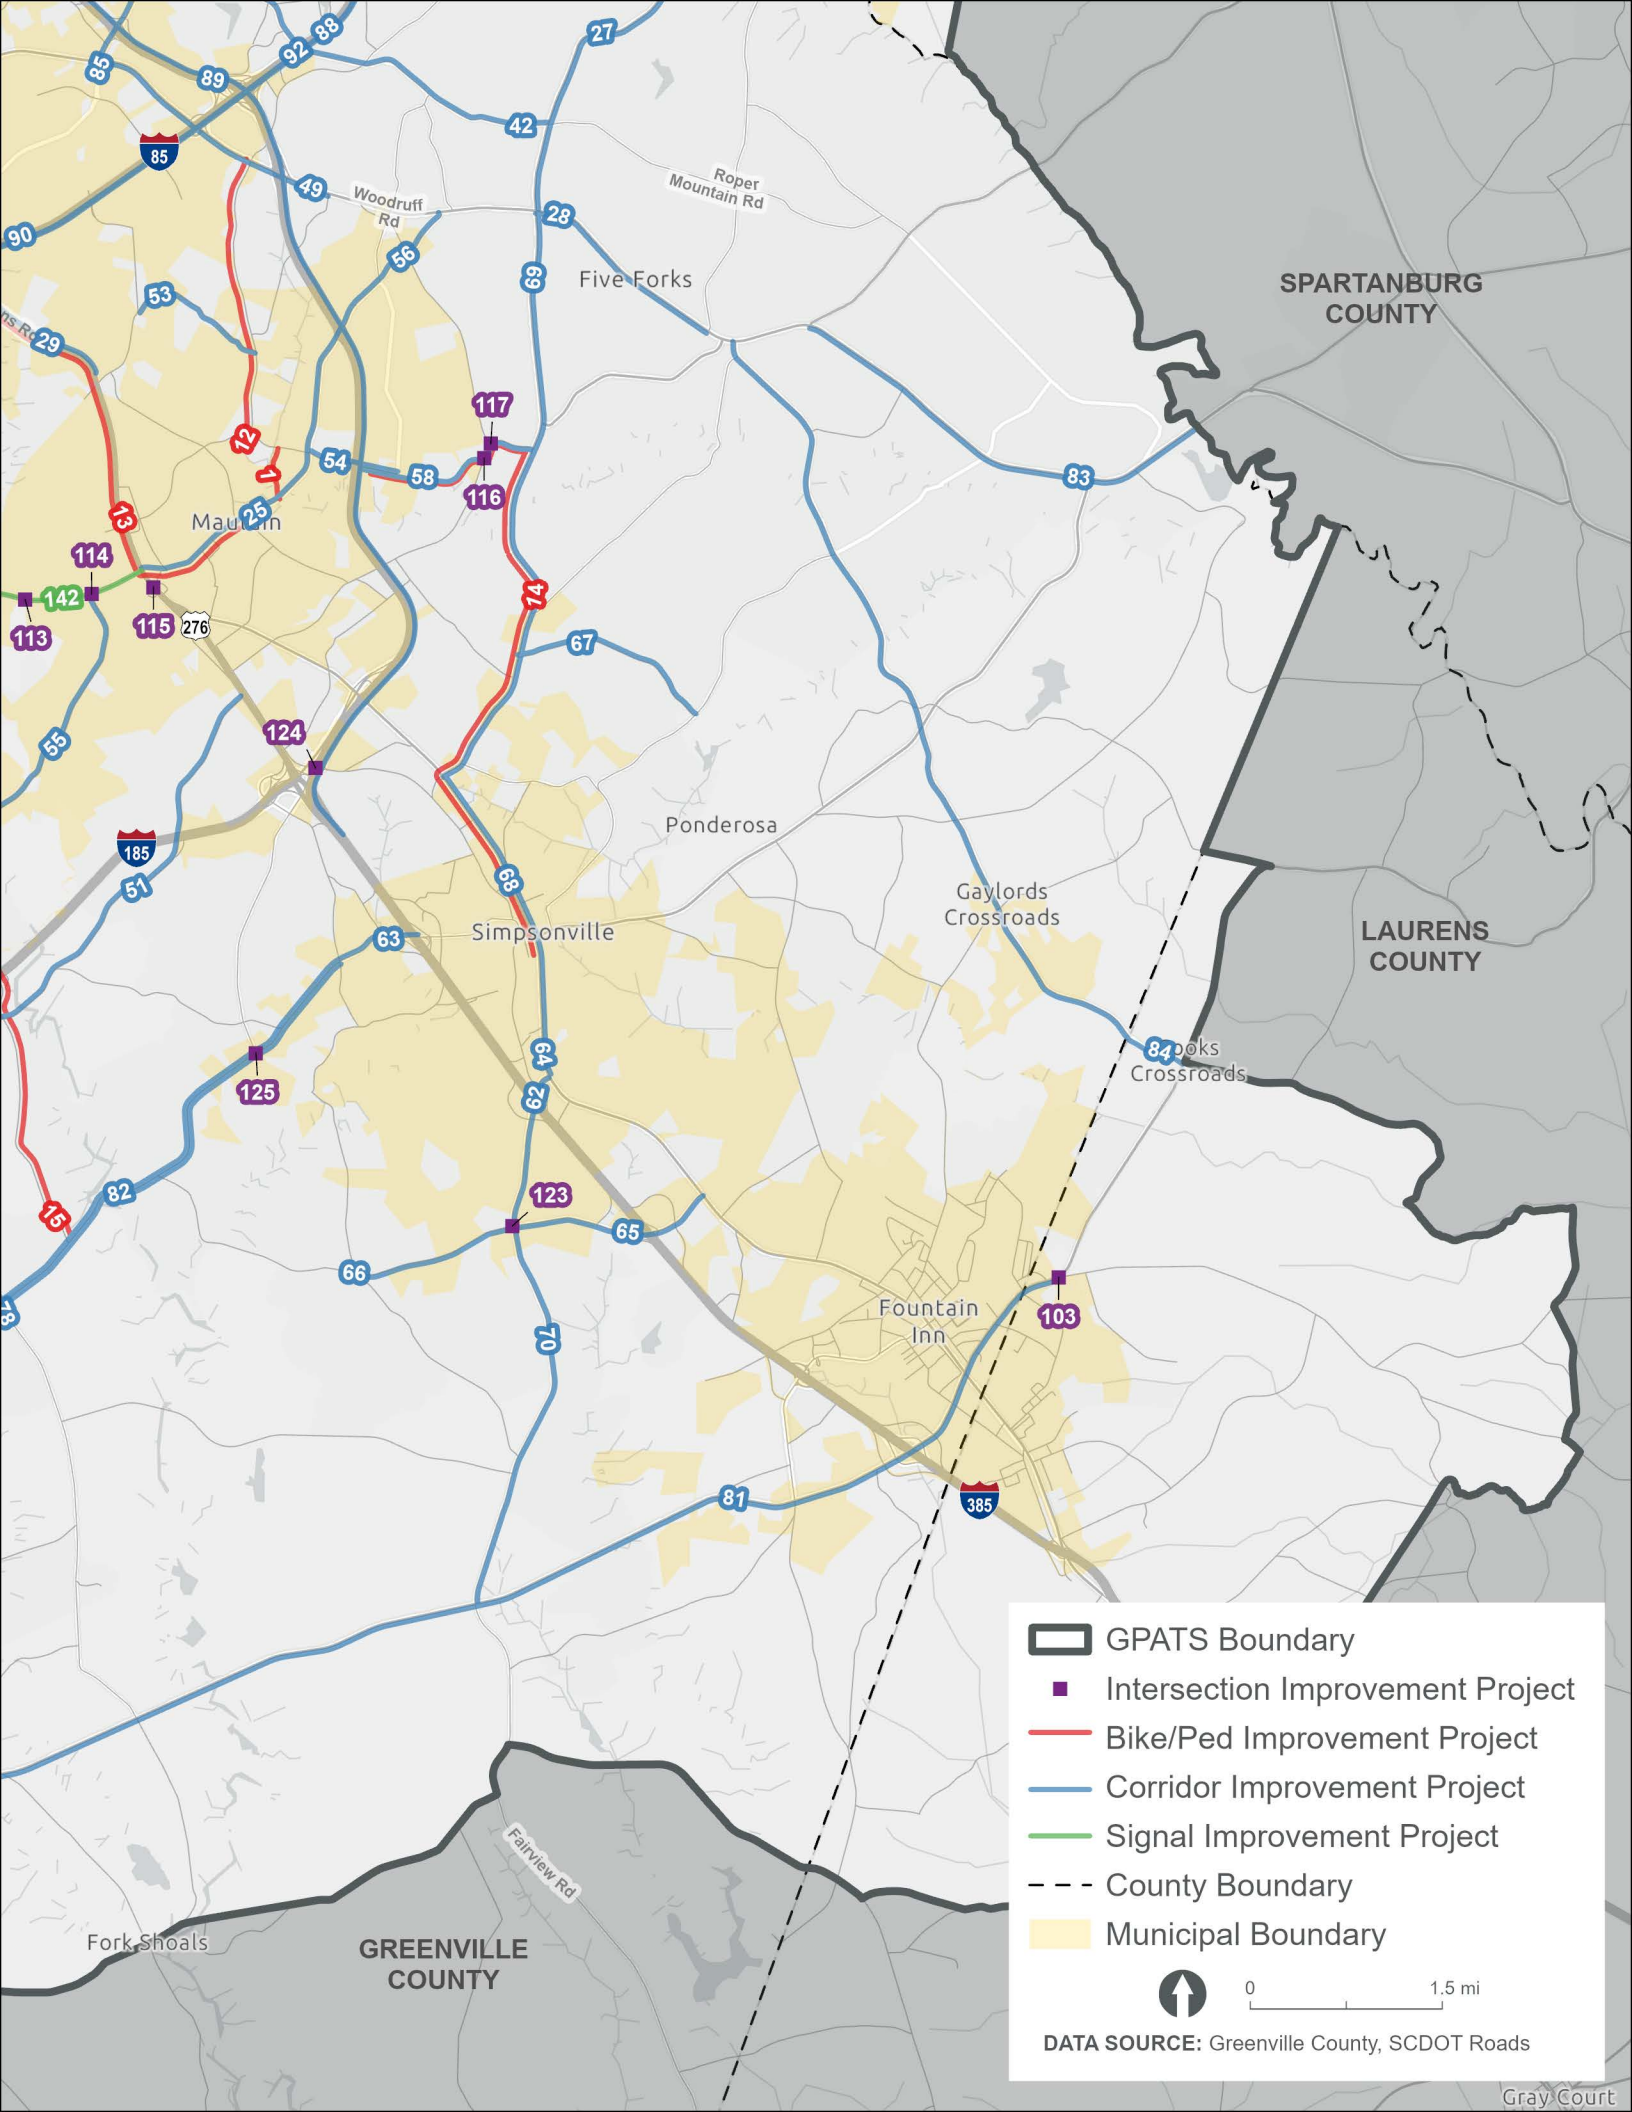 27
88
92
85
89
42
85
49
Woodruff
Rd
Roper
Mountain Rd
28
90
56
69
Five Forks
SPARTANBURG
COUNTY
53
ns Rd
29
117
12
1
54
58
83
116
13
25
114
142
14
115
276
113
67
124
55
Ponderosa
185
51
68
Gaylords
Crossroads
63
Simpsonville
LAURENS
COUNTY
84
Crossroads
64
125
62
82
123
15
65
66
78
Fountain
Inn
103
70
81
385
GPATS Boundary
Intersection Improvement Project
Bike/Ped Improvement Project
Corridor Improvement Project
Signal Improvement Project
County Boundary
Municipal Boundary
0 1.5 mi
DATA SOURCE: Greenville County, SCDOT Roads
Fairview Rd
Fork Shoals
GREENVILLE
COUNTY
Gray Court